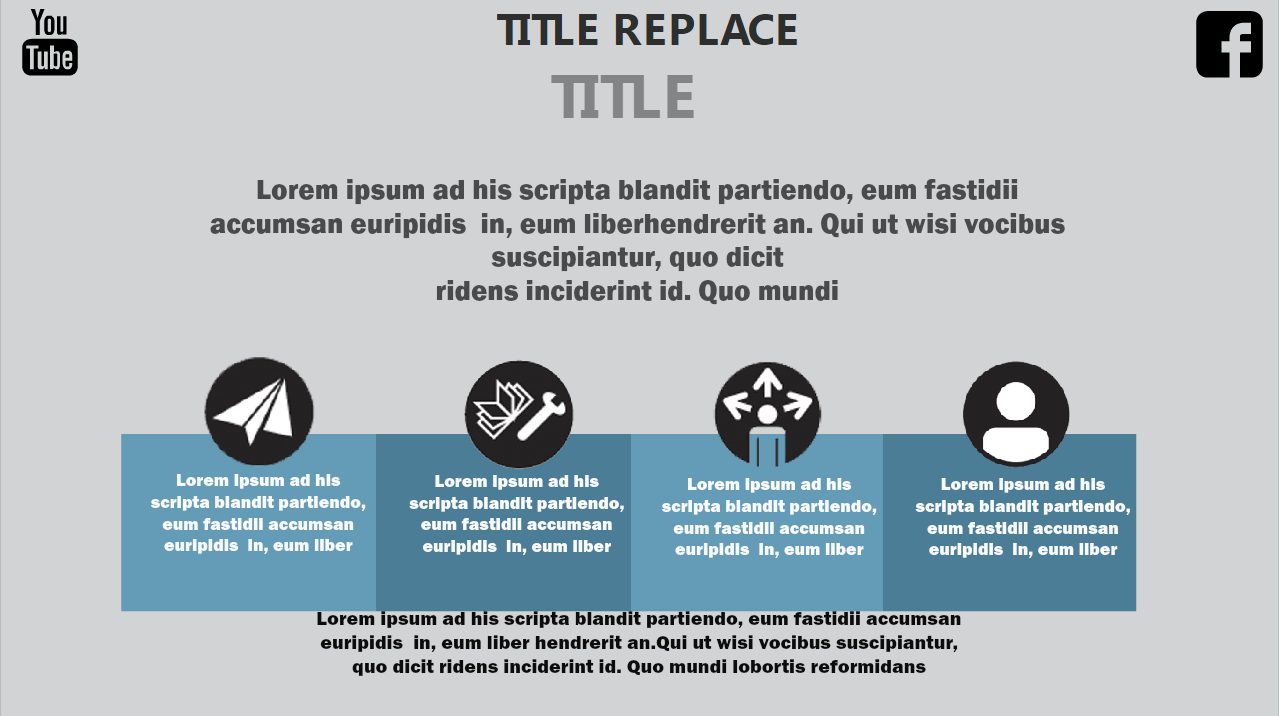 You
Tube
TITLE REPLACE
TITLE
Lorem ipsum ad his scripta blandit partiendo, eum fastidii
accumsan euripidis  in, eum liberhendrerit an. Qui ut wisi vocibus
suscipiantur, quo dicit
ridens inciderint id. Quo mundi
Lorem ipsum ad his
scripta blandit partiendo,
eum fastidii accumsan
euripidis  in, eum liber
Lorem ipsum ad his
scripta blandit partiendo,
eum fastidii accumsan
euripidis  in, eum liber
Lorem ipsum ad his
scripta blandit partiendo,
eum fastidii accumsan
euripidis  in, eum liber
Lorem ipsum ad his
scripta blandit partiendo,
eum fastidii accumsan
euripidis  in, eum liber
Lorem ipsum ad his scripta blandit partiendo, eum fastidii accumsan
euripidis  in, eum liber hendrerit an.Qui ut wisi vocibus suscipiantur,
quo dicit ridens inciderint id. Quo mundi lobortis reformidans